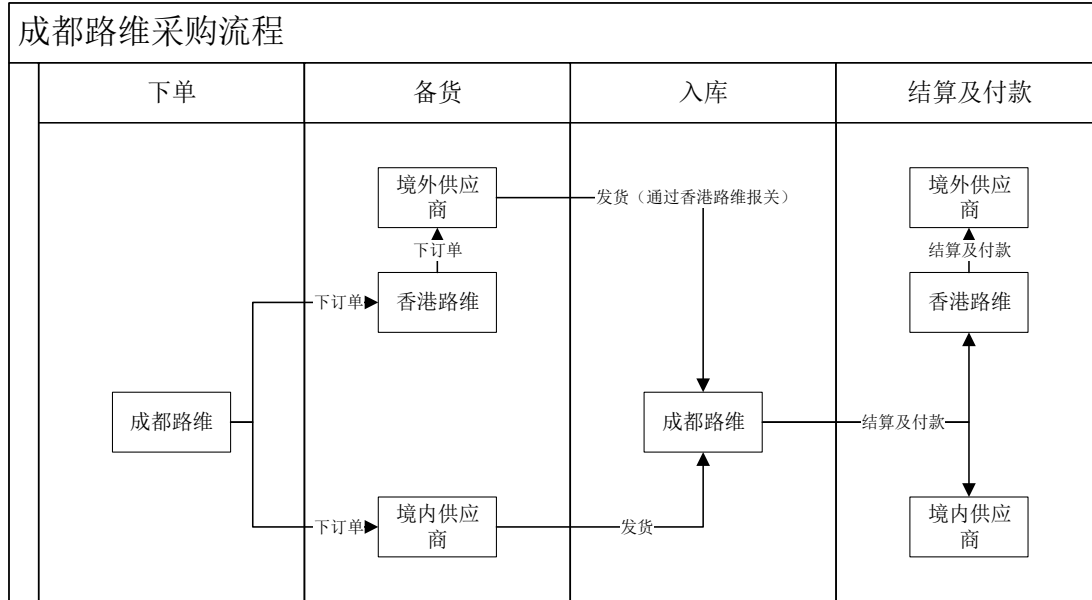 成都路维采购流程
下单
备货
入库
结算及付款
境外供应
商
发货（通过香港路维报关）
境外供应
商
下订单
结算及付款
下订单
香港路维
香港路维
成都路维
成都路维
结算及付款
下订单
境内供应
商
发货
境内供应
商